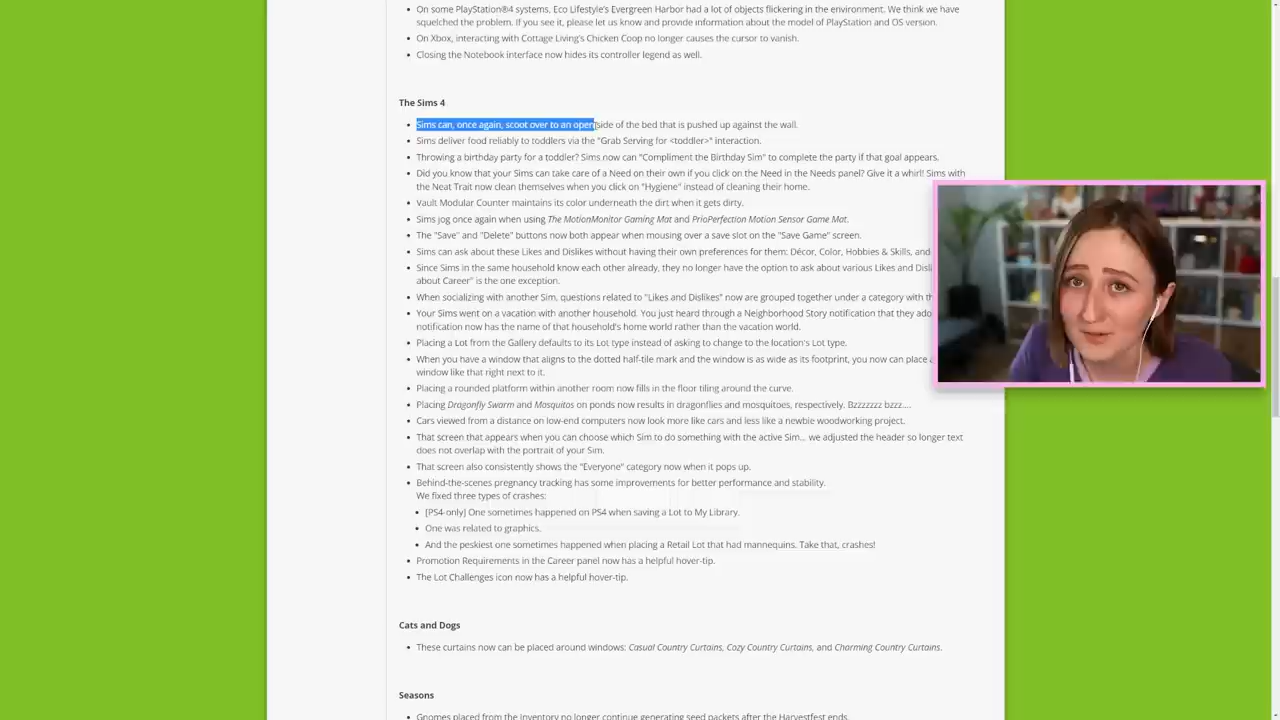 On some PlayStation®4 systems, Eco Lifestyle's Evergreen Harbor had a lot of objects flickering in the environment. We think we have
squelched the problem. If you see it, please let us know and provide information about the model of PlayStation and OS version.
On Xbox, interacting with Cottage Living's Chicken Coop no longer causes the cursor to vanish.
Closing the Notebook interface now hides its controller legend as well.
The Sims 4
Sims can, once again, scoot over to an open side of the bed that is pushed up against the wall.
Sims deliver food reliably to toddlers via the "Grab Serving for <toddler>" interaction.
Throwing a birthday party for a toddler? Sims now can "Compliment the Birthday Sim" to complete the party if that goal appears.
Did you know that your Sims can take care of a Need on their own if you click on the Need in the Needs panel? Give it a whirl! Sims with
the Neat Trait now clean themselves when you click on "Hygiene" instead of cleaning their home.
Vault Modular Counter maintains its color underneath the dirt when it gets dirty.
Sims jog once again when using The MotionMonitor Gaming Mat and PrioPerfection Motion Sensor Game Mat.
The "Save" and "Delete" buttons now both appear when mousing over a save slot on the "Save Game" screen.
Sims can ask about these Likes and Dislikes without having their own preferences for them: Décor, Color, Hobbies & Skills, and
Since Sims in the same household know each other already, they no longer have the option to ask about various Likes and Disli
about Career" is the one exception.
When socializing with another Sim, questions related to "Likes and Dislikes" now are grouped together under a category with th
Your Sims went on a vacation with another household. You just heard through a Neighborhood Story notification that they ado
notification now has the name of that household's home world rather than the vacation world.
Placing a Lot from the Gallery defaults to its Lot type instead of asking to change to the location's Lot type.
When you have a window that aligns to the dotted half-tile mark and the window is as wide as its footprint, you now can place a
window like that right next to it.
Placing a rounded platform within another room now fills in the floor tiling around the curve.
Placing Dragonfly Swarm and Mosquitos on ponds now results in dragonflies and mosquitoes, respectively. Bzzzzzzz bzzz....
Cars viewed from a distance on low-end computers now look more like cars and less like a newbie woodworking project.
That screen that appears when you can choose which Sim to do something with the active Sim... we adjusted the header so longer text
does not overlap with the portrait of your Sim.
That screen also consistently shows the "Everyone" category now when it pops up.
Behind-the-scenes pregnancy tracking has some improvements for better performance and stability.
We fixed three types of crashes:
[PS4-only] One sometimes happened on PS4 when saving a Lot to My Library.
One was related to graphics.
And the peskiest one sometimes happened when placing a Retail Lot that had mannequins. Take that, crashes!
Promotion Requirements in the Career panel now has a helpful hover-tip.
The Lot Challenges icon now has a helpful hover-tip.
Cats and Dogs
These curtains now can be placed around windows: Casual Country Curtains, Cozy Country Curtains, and Charming Country Curtains.
Seasons
Gnomes placed from the Inventory no longer continue generating seed packets after the Harvestfest ends.